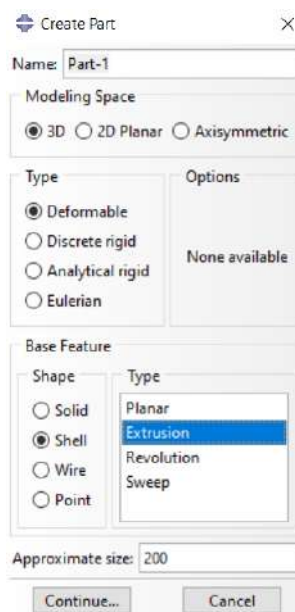 Create Part
Name: Part-1
Modeling Space
3D 2D Planar Axisymmetric
Type
Deformable
Discrete rigid
Analytical rigid
Eulerian
Options
None available
Base Feature
Shape
Solid
Shell
Wire
Point
Type
Planar
Extrusion
Revolution
Sweep
Approximate size: 200
Continue... Cancel